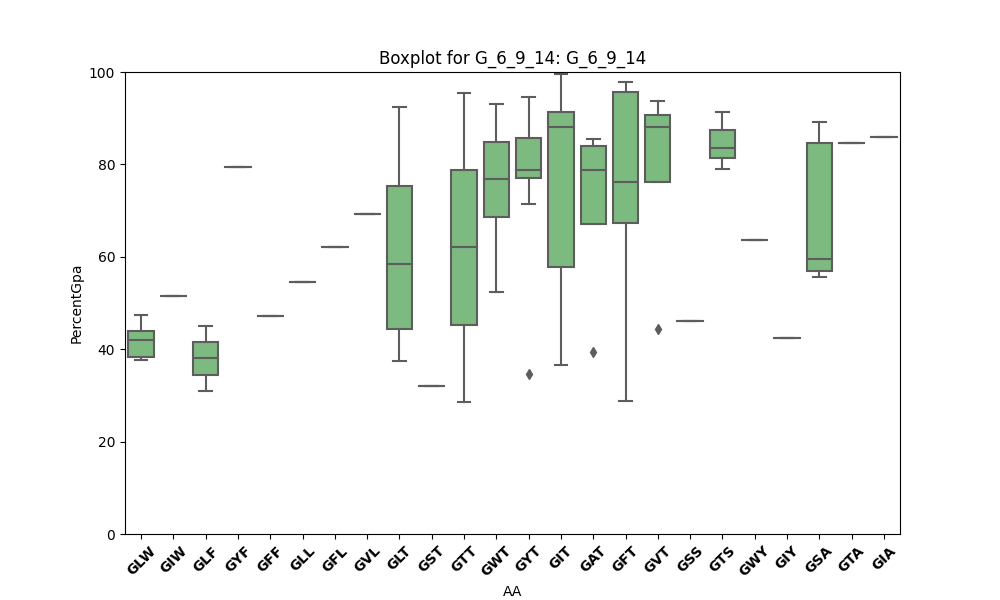 Boxplot for G_6_9_14: G_6_9_14
100
80
60
40
20
0
PercentGpa
GLW GIW GLF GYF GFF GLL GFL GVL GLT GST GTT GWT GYT GIT GAT GFT GVT GSS GTS GWY GIY GSA GTA GIA
AA